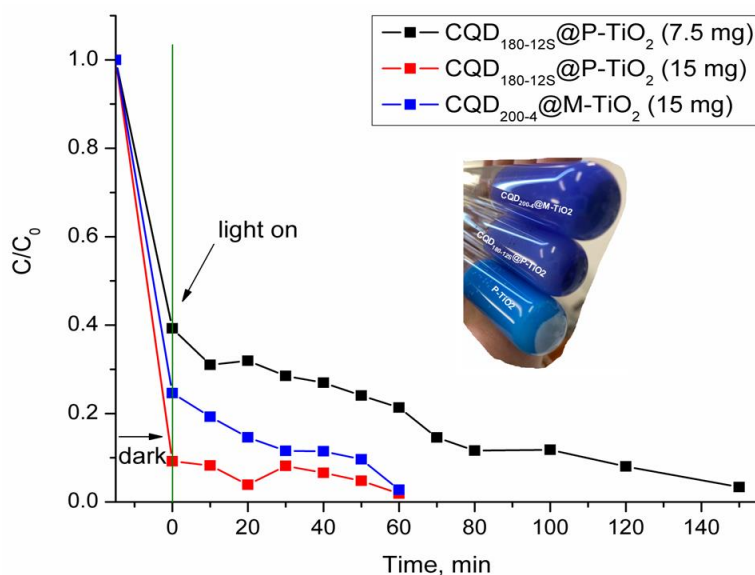 CQD180-12S@P-TiO2 (7.5 mg)
CQD180-12S@P-TiO2 (15 mg)
CQD200-4@M-TiO2 (15 mg)
1.0
0.8
0.6
0.4
0.2
0.0
C/C0
light on
dark
CQD200-4@M-TiO2
CQD180-12S@P-TiO2
P-TiO2
0
20
40
60
80
100
120
140
Time, min